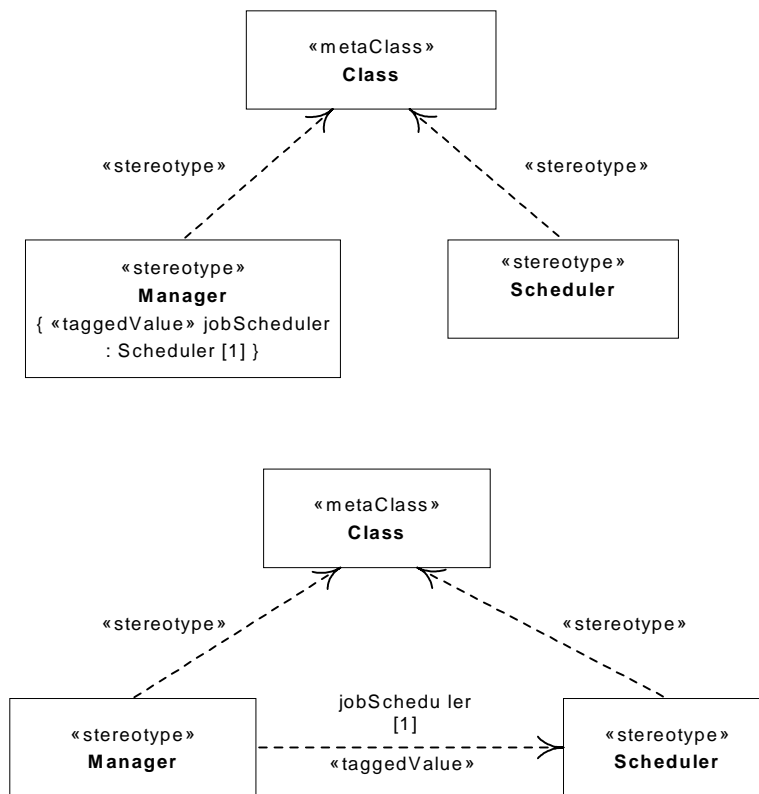 «metaClass»
Class
«stereotype»
«stereotype»
«stereotype»
Manager
{ «taggedValue» jobScheduler
: Scheduler [1] }
«stereotype»
Scheduler
«metaClass»
Class
«stereotype»
«stereotype»
jobSchedu ler
[1]
«taggedValue»
«stereotype»
Manager
«stereotype»
Scheduler